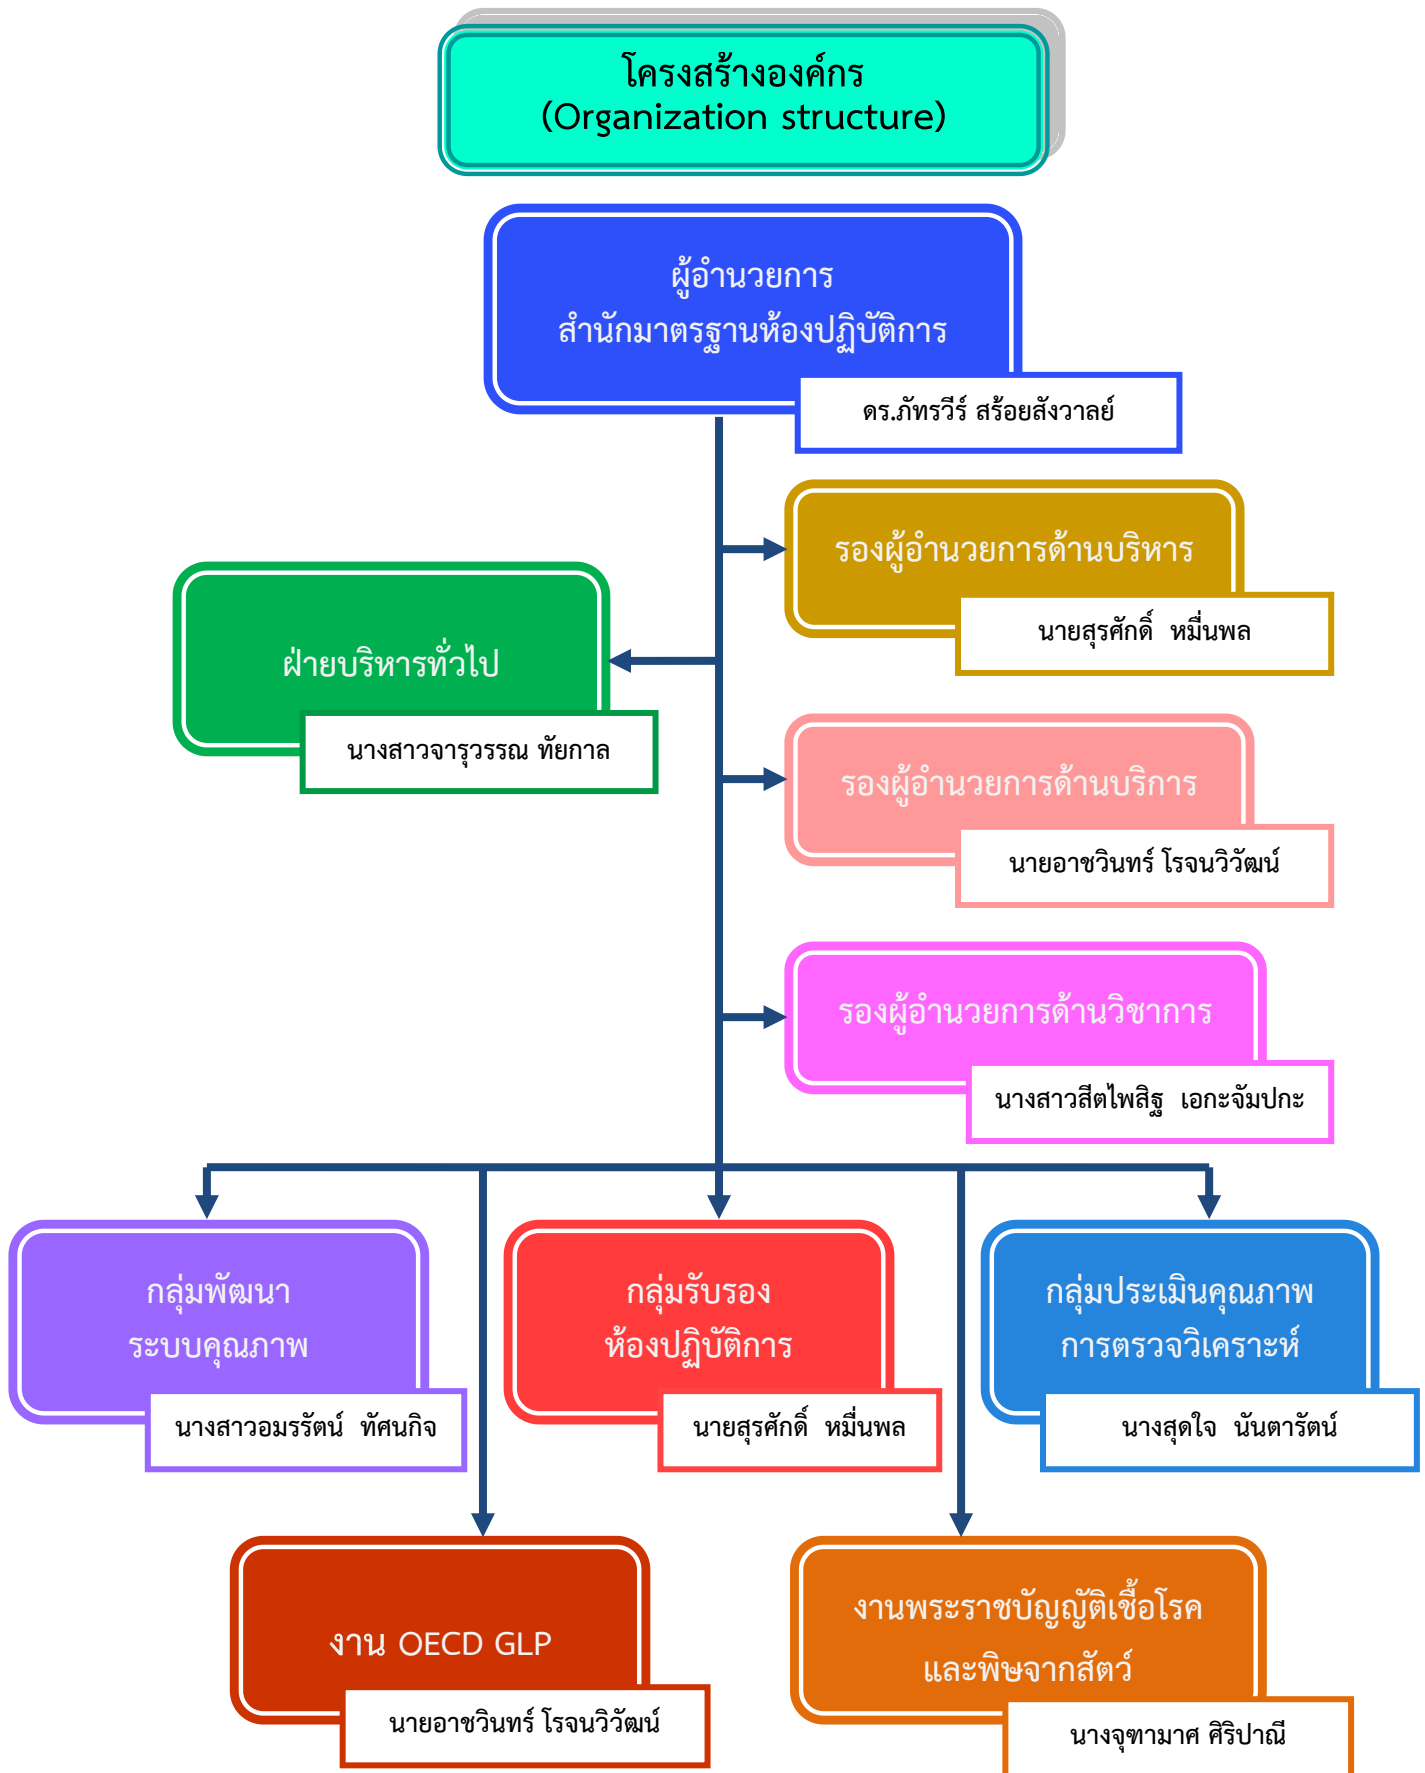 โครงสร้างองค์กร
(Organization structure)
ผู้อำนวยการ
สำนักมาตรฐานห้องปฏิบัติการ
ดร.ภัทรวีร์ สร้อยสังวาลย์
รองผู้อำนวยการด้านบริหาร
นายสุรศักดิ์  หมื่นพล
ฝ่ายบริหารทั่วไป
นางสาวจารุวรรณ ทัยกาล
รองผู้อำนวยการด้านบริการ
นายอาชวินทร์ โรจนวิวัฒน์
รองผู้อำนวยการด้านวิชาการ
นางสาวสีตไพสิฐ  เอกะจัมปกะ
กลุ่มพัฒนา
ระบบคุณภาพ
นางสาวอมรรัตน์  ทัศนกิจ
กลุ่มรับรอง
ห้องปฏิบัติการ
นายสุรศักดิ์  หมื่นพล
กลุ่มประเมินคุณภาพ
การตรวจวิเคราะห์
นางสุดใจ  นันตารัตน์
งาน OECD GLP
นายอาชวินทร์ โรจนวิวัฒน์
งานพระราชบัญญัติเชื้อโรค
และพิษจากสัตว์
นางจุฑามาศ ศิริปาณี